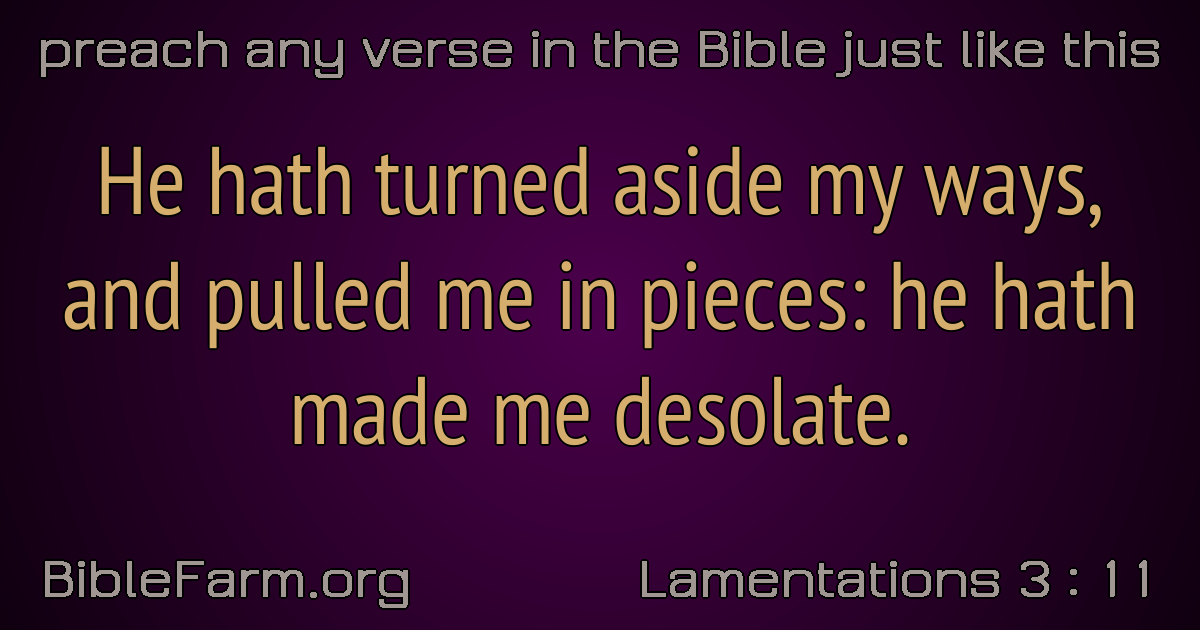 preach any verse in the Bible just like this
He hath turned aside my ways,
and pulled me in pieces: he hath
made me desolate.
BibleFarm.org
Lamentations 3 : 11